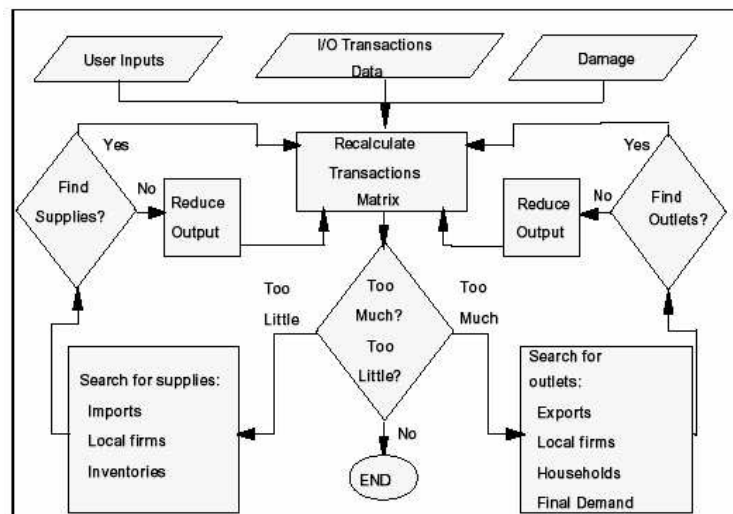 User Inputs
I/O Transactions
Data
Damage
Yes
Recalculate
Transactions
Matrix
Yes
Find
Supplies?
No
Reduce
Output
Reduce
Output
No
Find
Outlets?
Too
Little
Too
Much?
Too
Little?
Too
Much
Search for supplies:
Imports
Local firms
Inventories
No
END
Search for
outlets:
Exports
Local firms
Households
Final Demand